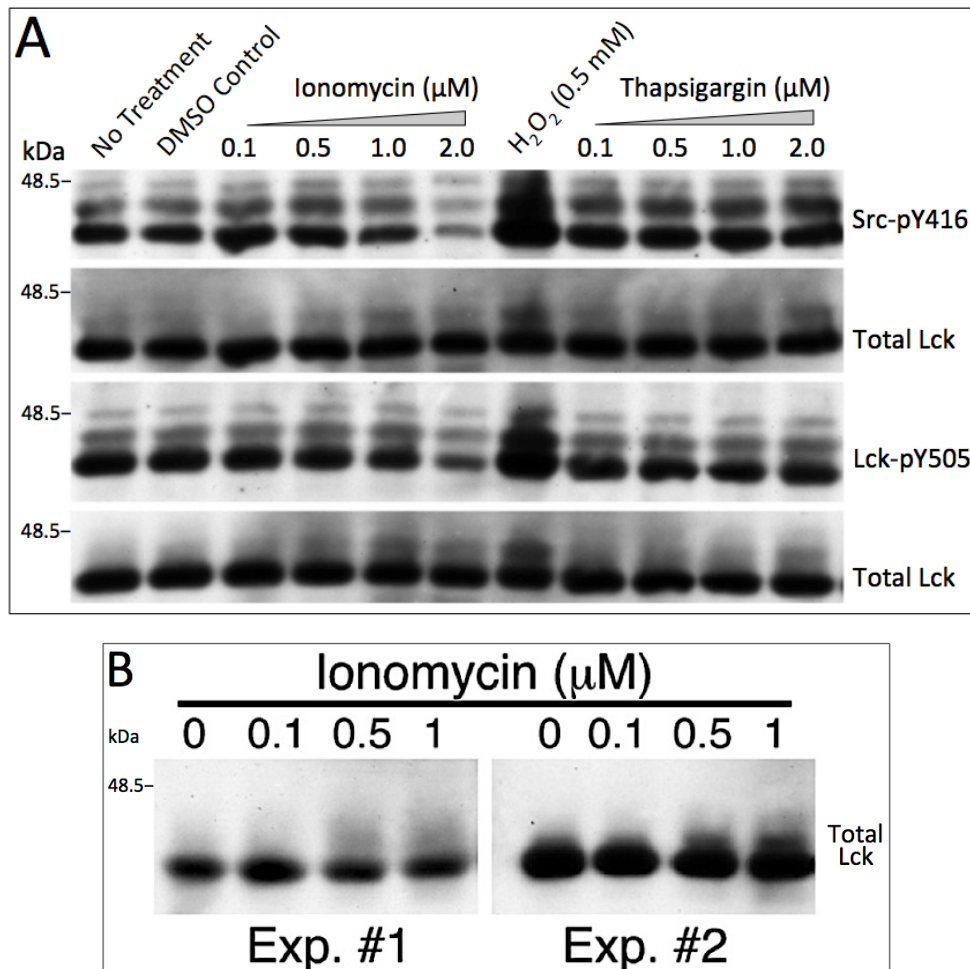 A
No Treatment
DMSO Control
Ionomycin (μM)
H2O2 (0.5 mM)
Thapsigargin (μM)
kDa
0.1 0.5 1.0 2.0 0.1 0.5 1.0 2.0
48.5–
Src-pY416
48.5–
Total Lck
48.5–
Lck-pY505
48.5–
Total Lck
B
Ionomycin (μM)
kDa
0 0.1 0.5 1 0 0.1 0.5 1
48.5–
Total
Lck
Exp. #1 Exp. #2